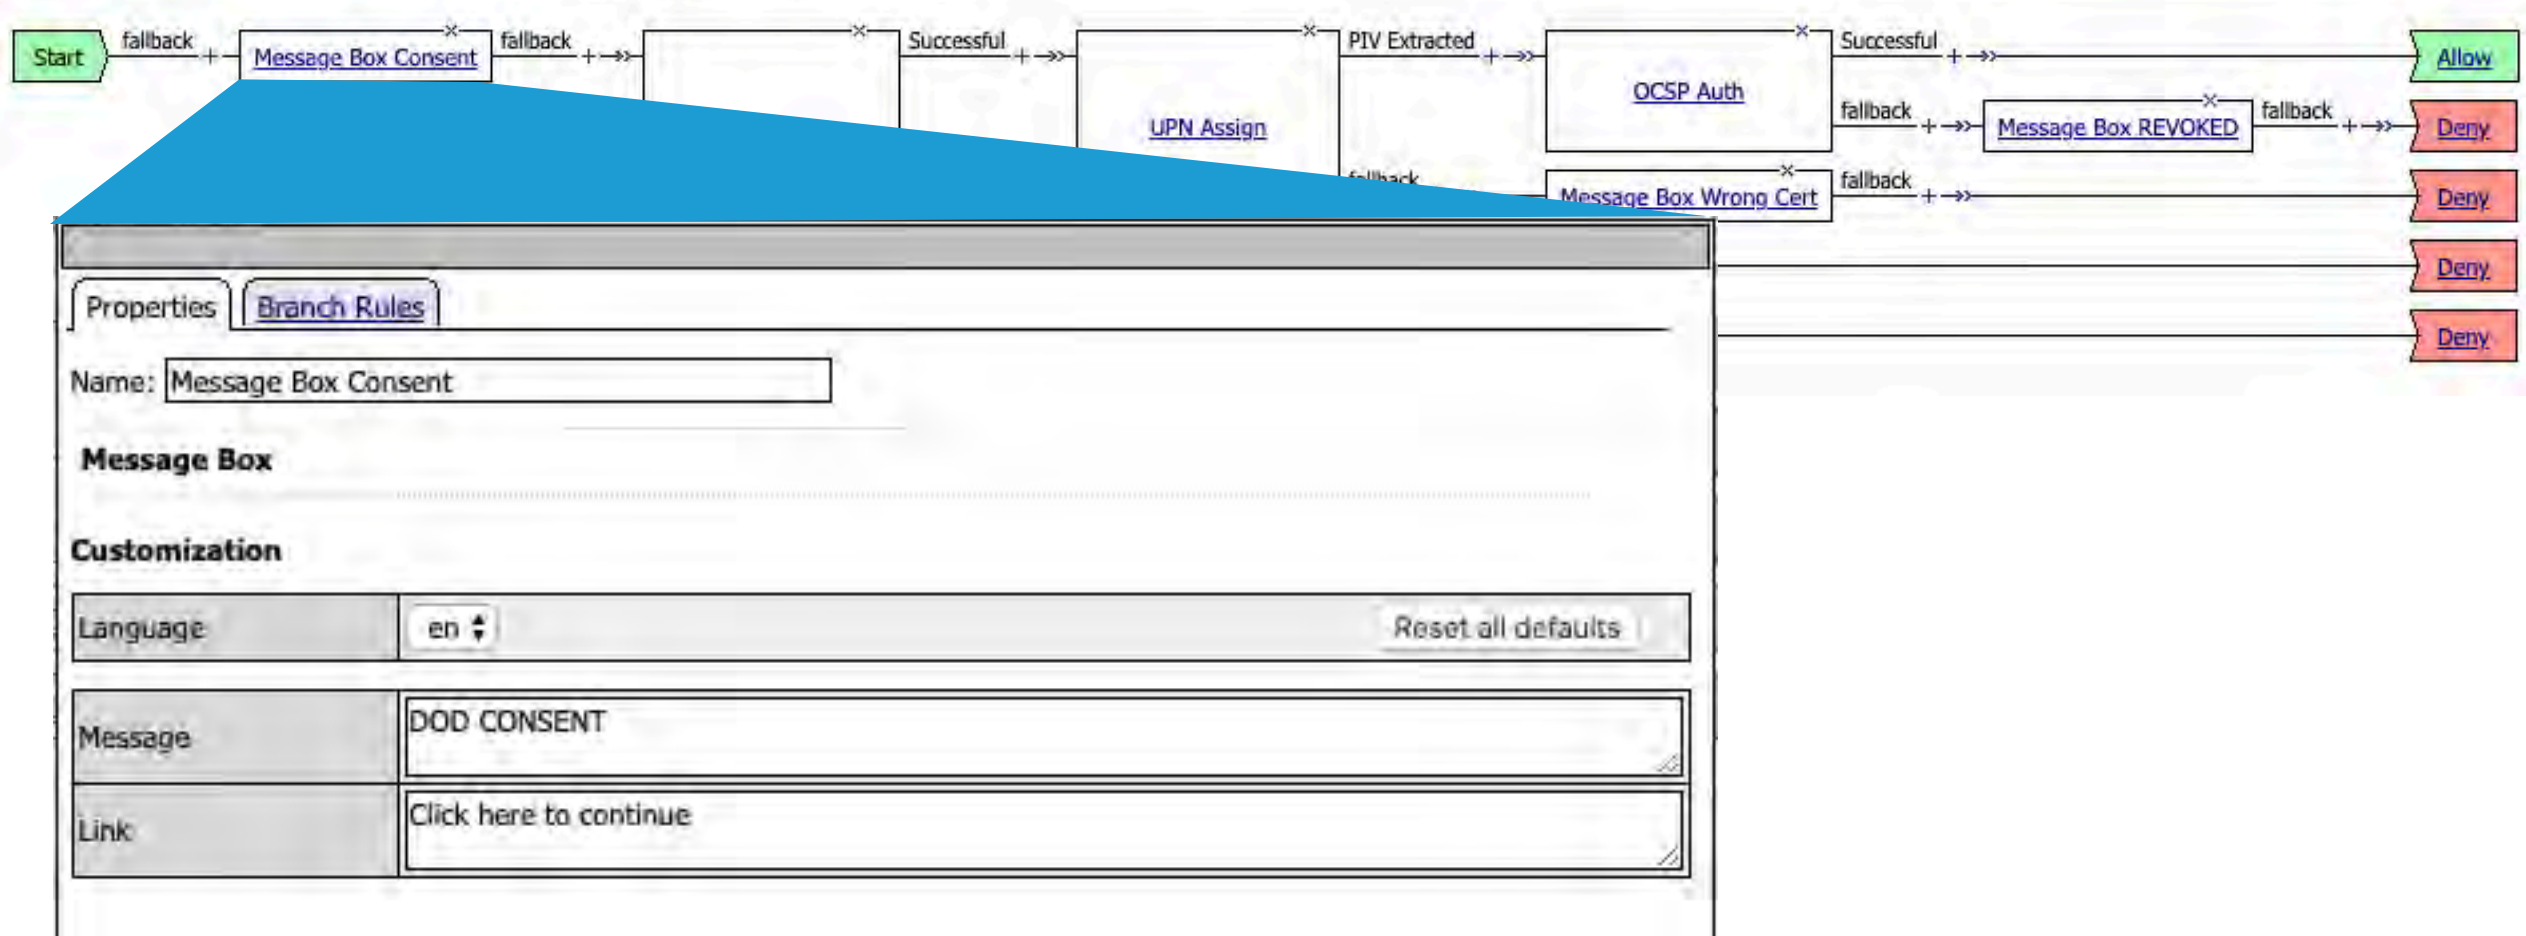 Start
fallback
Message Box Consent
fallback
Successful
UPN Assign
PIV Extracted
OCSP Auth
Successful
Allow
fallback
Message Box REVOKED
fallback
Deny
fallback
Message Box Wrong Cert
fallback
Deny
Deny
Deny
Properties
Branch Rules
Name: Message Box Consent
Message Box
Customization
Language en Reset all defaults
Message DOD CONSENT
Link Click here to continue